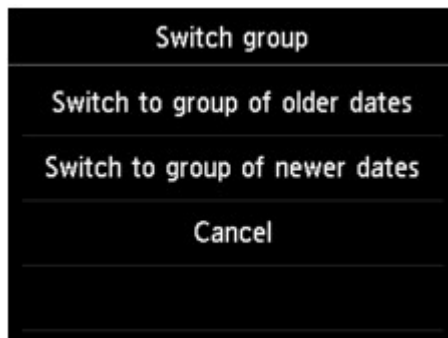 Switch group
Switch to group of older dates
Switch to group of newer dates
Cancel